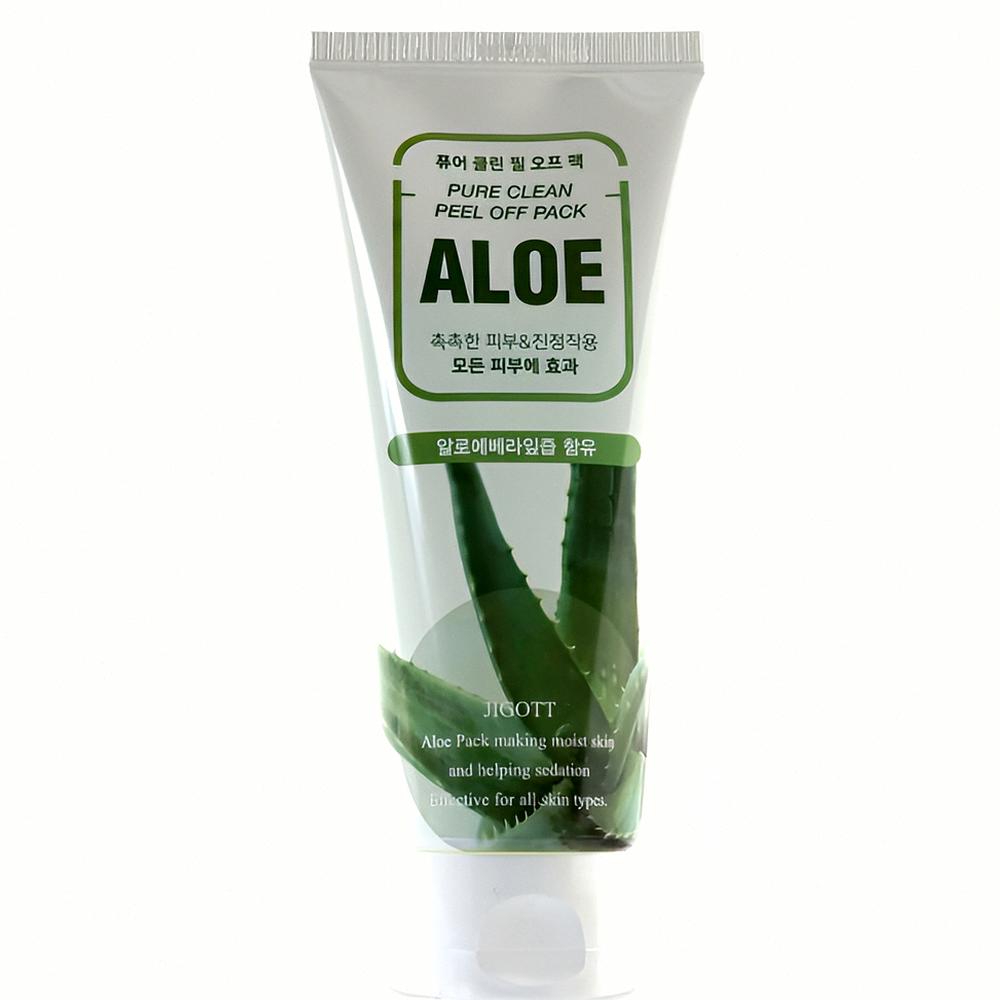 퓨어 클린 필 오프 팩
PURE CLEAN
PEEL OFF PACK
ALOE
촉촉한 피부&진정작용
모든 피부에 효과
알로에베라잎즙 함유
JIGOTT
Aloe Pack making moist skin
and helping sedation
Effective for all skin types.